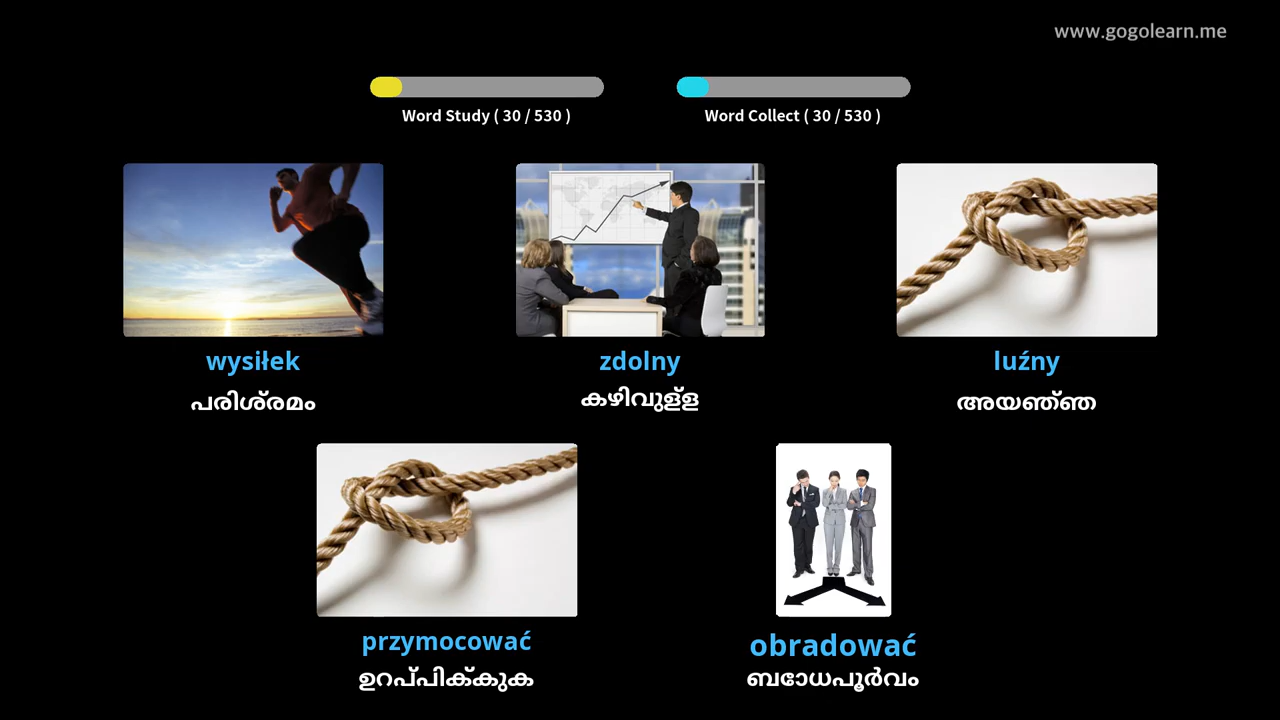 www.gogolearn.me
Word Study ( 30 / 530 )
Word Collect ( 30 / 530 )
wysiłek
zdolny
luźny
പരിശ്രമം
കഴിവുള്ള
അയഞ്ഞ
przymocować
obradować
ഉറപ്പിക്കുക
ബോധപൂർവം